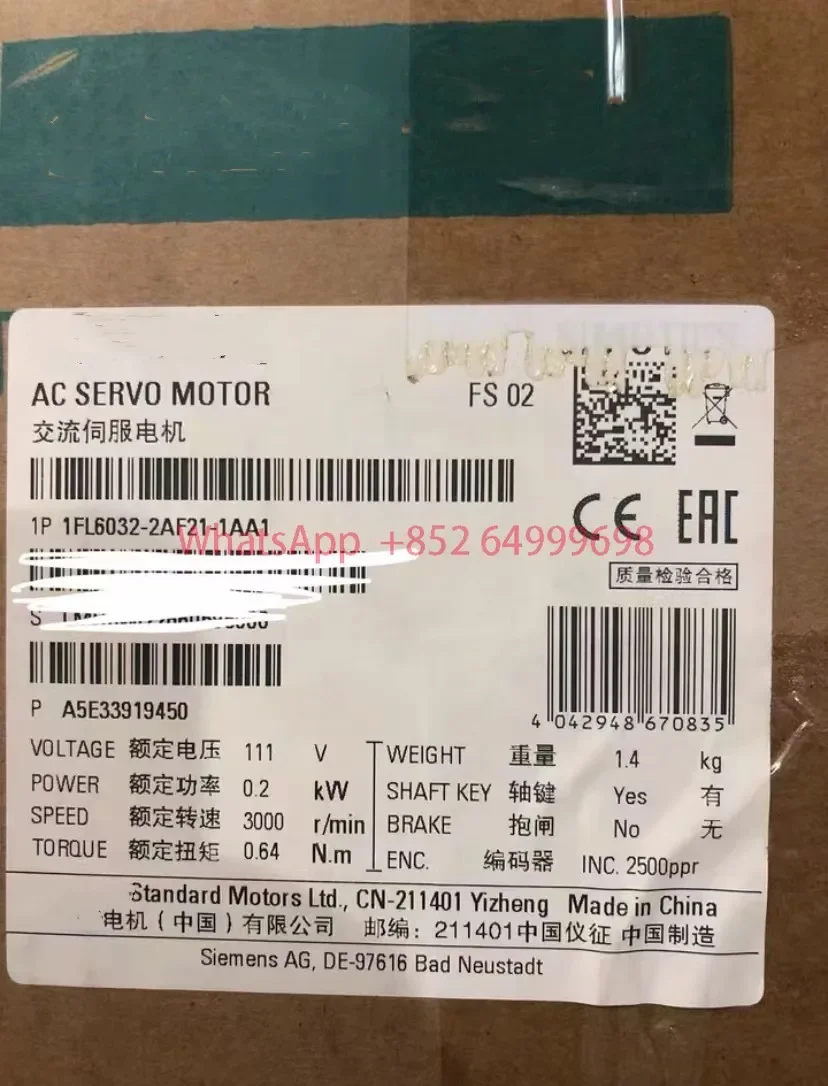 AC SERVO MOTOR
FS 02
交流伺服电机
1P 1FL6032-2AF21-1AA1
WhatsApp +852 64999698
CE EAC
质量检验合格
S
P A5E33919450
4 042948 670835
VOLTAGE 额定电压 111 V
POWER 额定功率 0.2 kW
SPEED 额定转速 3000 r/min
TORQUE 额定扭矩 0.64 N.m
WEIGHT 重量 1.4 kg
SHAFT KEY 轴键 Yes 有
BRAKE 抱闸 No 无
ENC. 编码器 INC. 2500ppr
Standard Motors Ltd., CN-211401 Yizheng Made in China
电机(中国)有限公司 邮编: 211401中国仪征 中国制造
Siemens AG, DE-97616 Bad Neustadt